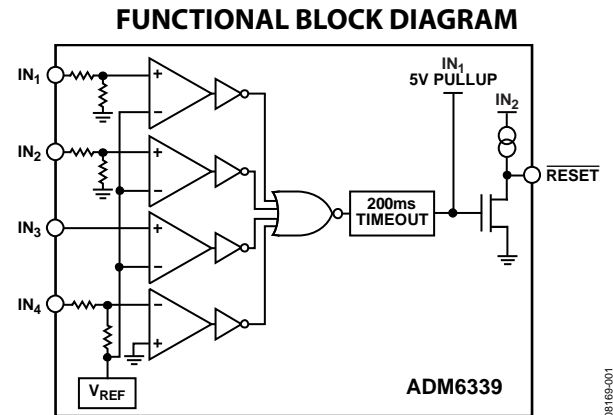 FUNCTIONAL BLOCK DIAGRAM
IN1
IN2
IN3
IN4
+
−
+
−
+
−
−
+
VREF
200ms
TIMEOUT
IN1
5V PULLUP
IN2
RESET
ADM6339
08169-001